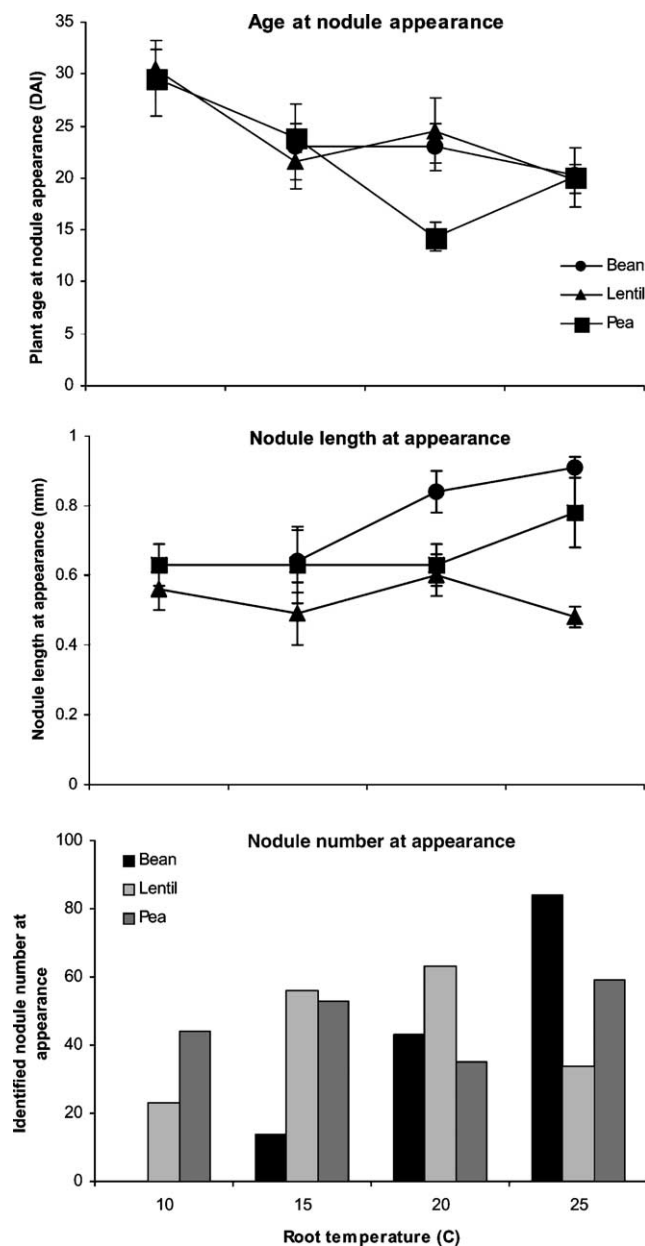 Age at nodule appearance
Plant age at nodule appearance (DAI)
35
30
25
20
15
10
5
0
Bean
Lentil
Pea
Nodule length at appearance
Nodule length at appearance (mm)
1
0.8
0.6
0.4
0.2
0
Nodule number at appearance
Identified nodule number at
appearance
100
80
60
40
20
0
Bean
Lentil
Pea
10 15 20 25
Root temperature (C)